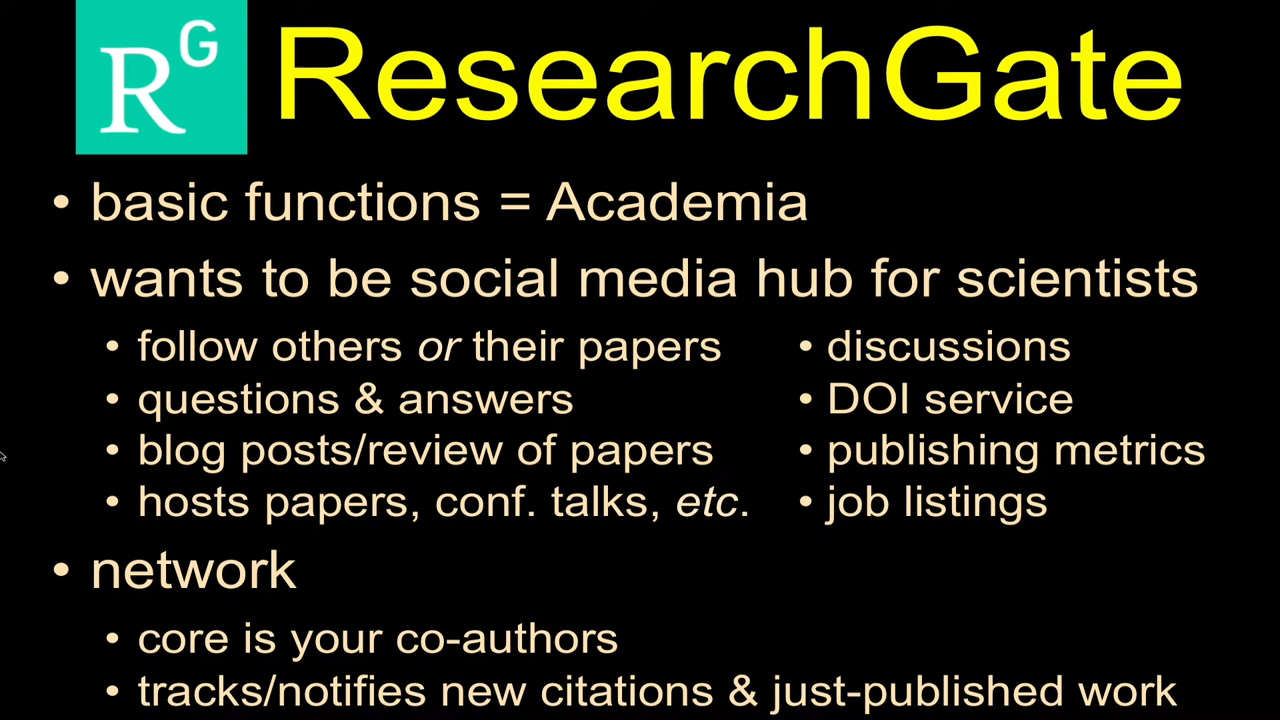 RG ResearchGate
• basic functions = Academia
• wants to be social media hub for scientists
• follow others or their papers
• questions & answers
• blog posts/review of papers
• hosts papers, conf. talks, etc.
• discussions
• DOI service
• publishing metrics
• job listings
• network
• core is your co-authors
• tracks/notifies new citations & just-published work